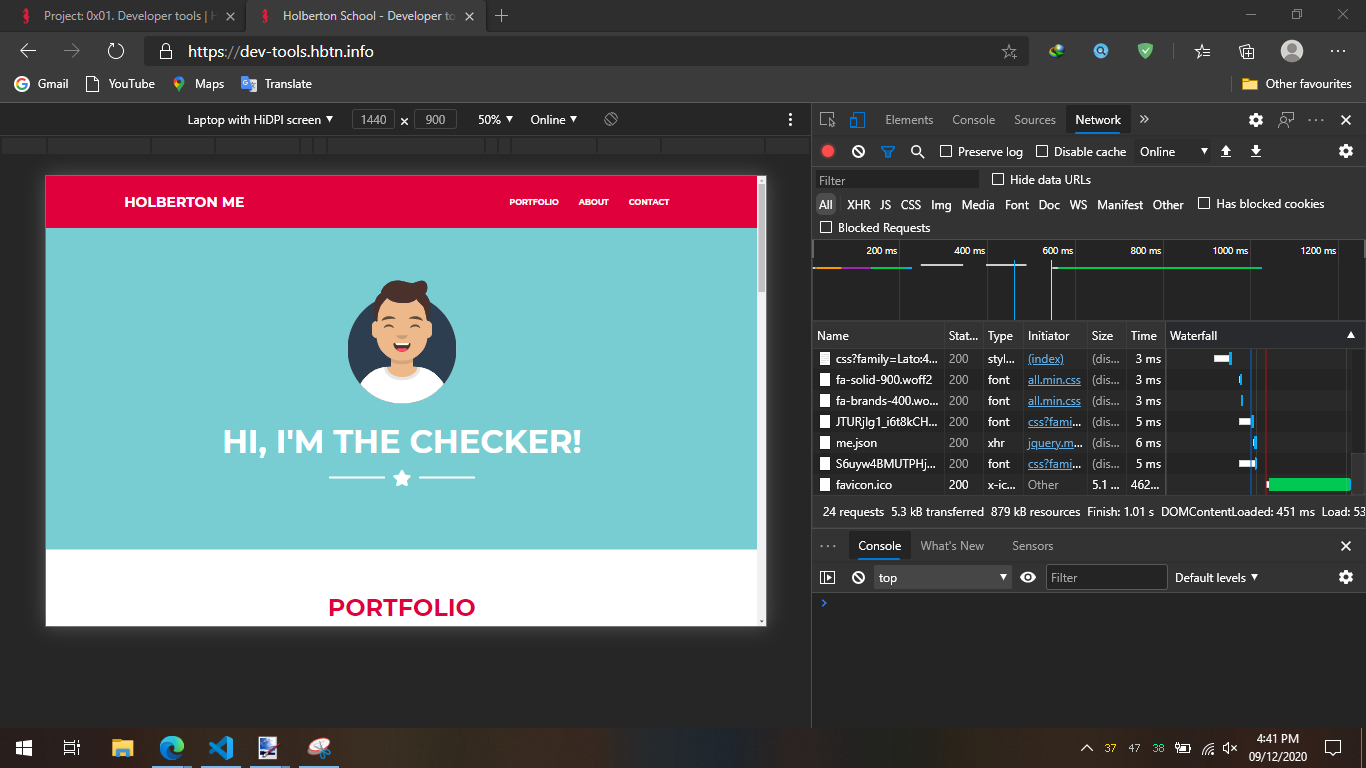 Project: 0x01. Developer tools | H
Holberton School - Developer to
https://dev-tools.hbtn.info
Gmail YouTube Maps Translate Other favourites
Laptop with HiDPI screen 1440 × 900 50% Online
HOLBERTON ME PORTFOLIO ABOUT CONTACT
HI, I'M THE CHECKER!
PORTFOLIO
Elements Console Sources Network
Preserve log Disable cache Online
Filter Hide data URLs
All XHR JS CSS Img Media Font Doc WS Manifest Other Has blocked cookies
Blocked Requests
200 ms 400 ms 600 ms 800 ms 1000 ms 1200 ms
Name Stat... Type Initiator Size Time Waterfall
css?family=Lato:4... 200 styl... (index) (dis... 3 ms
fa-solid-900.woff2 200 font all.min.css (dis... 3 ms
fa-brands-400.wo... 200 font all.min.css (dis... 3 ms
JTURjIg1_i6t8kCH... 200 font css?fami... (dis... 5 ms
me.json 200 xhr jquery.m... (dis... 6 ms
S6uyw4BMUTPHj... 200 font css?fami... (dis... 5 ms
favicon.ico 200 x-ic... Other 5.1 ... 462...
24 requests 5.3 kB transferred 879 kB resources Finish: 1.01 s DOMContentLoaded: 451 ms Load: 53
Console What's New Sensors
top Filter Default levels
37 47 38 4:41 PM
09/12/2020